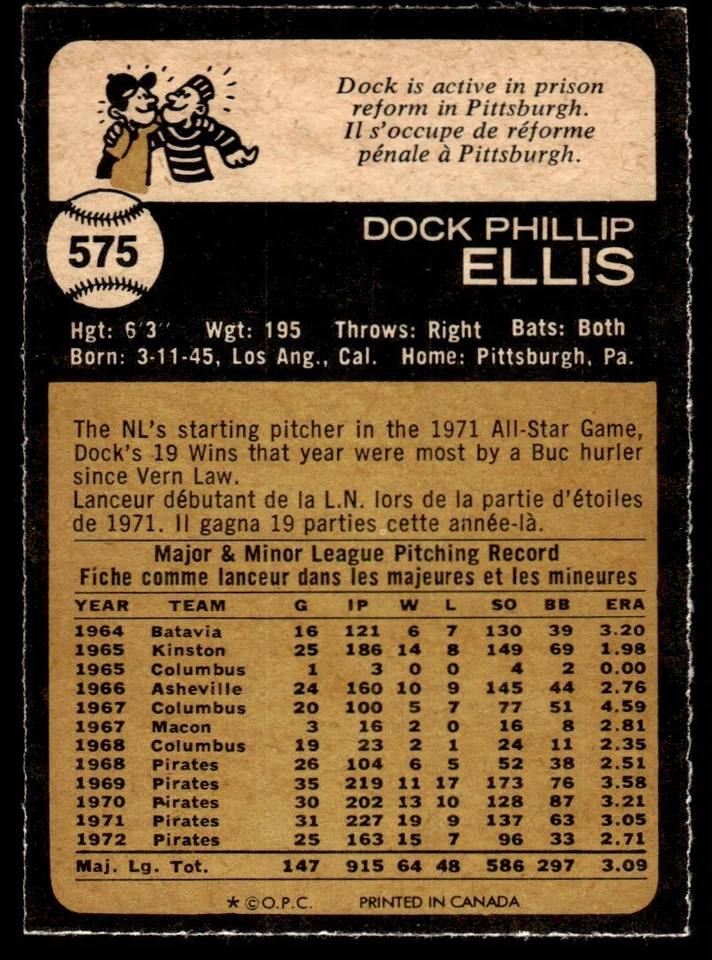 Dock is active in prison
reform in Pittsburgh.
Il s'occupe de réforme
pénale à Pittsburgh.
575
DOCK PHILLIP
ELLIS
Hgt: 6'3" Wgt: 195 Throws: Right Bats: Both
Born: 3-11-45, Los Ang., Cal. Home: Pittsburgh, Pa.
The NL's starting pitcher in the 1971 All-Star Game,
Dock's 19 Wins that year were most by a Buc hurler
since Vern Law.
Lanceur débutant de la L.N. lors de la partie d'étoiles
de 1971. Il gagna 19 parties cette année-là.
Major & Minor League Pitching Record
Fiche comme lanceur dans les majeures et les mineures
YEAR TEAM G IP W L SO BB ERA
1964 Batavia 16 121 6 7 130 39 3.20
1965 Kinston 25 186 14 8 149 69 1.98
1965 Columbus 1 3 0 0 4 2 0.00
1966 Asheville 24 160 10 9 145 44 2.76
1967 Columbus 20 100 5 7 77 51 4.59
1967 Macon 3 16 2 0 16 8 2.81
1968 Columbus 19 23 2 1 24 11 2.35
1968 Pirates 26 104 6 5 52 38 2.51
1969 Pirates 35 219 11 17 173 76 3.58
1970 Pirates 30 202 13 10 128 87 3.21
1971 Pirates 31 227 19 9 137 63 3.05
1972 Pirates 25 163 15 7 96 33 2.71
Maj. Lg. Tot. 147 915 64 48 586 297 3.09
* © O.P.C. PRINTED IN CANADA